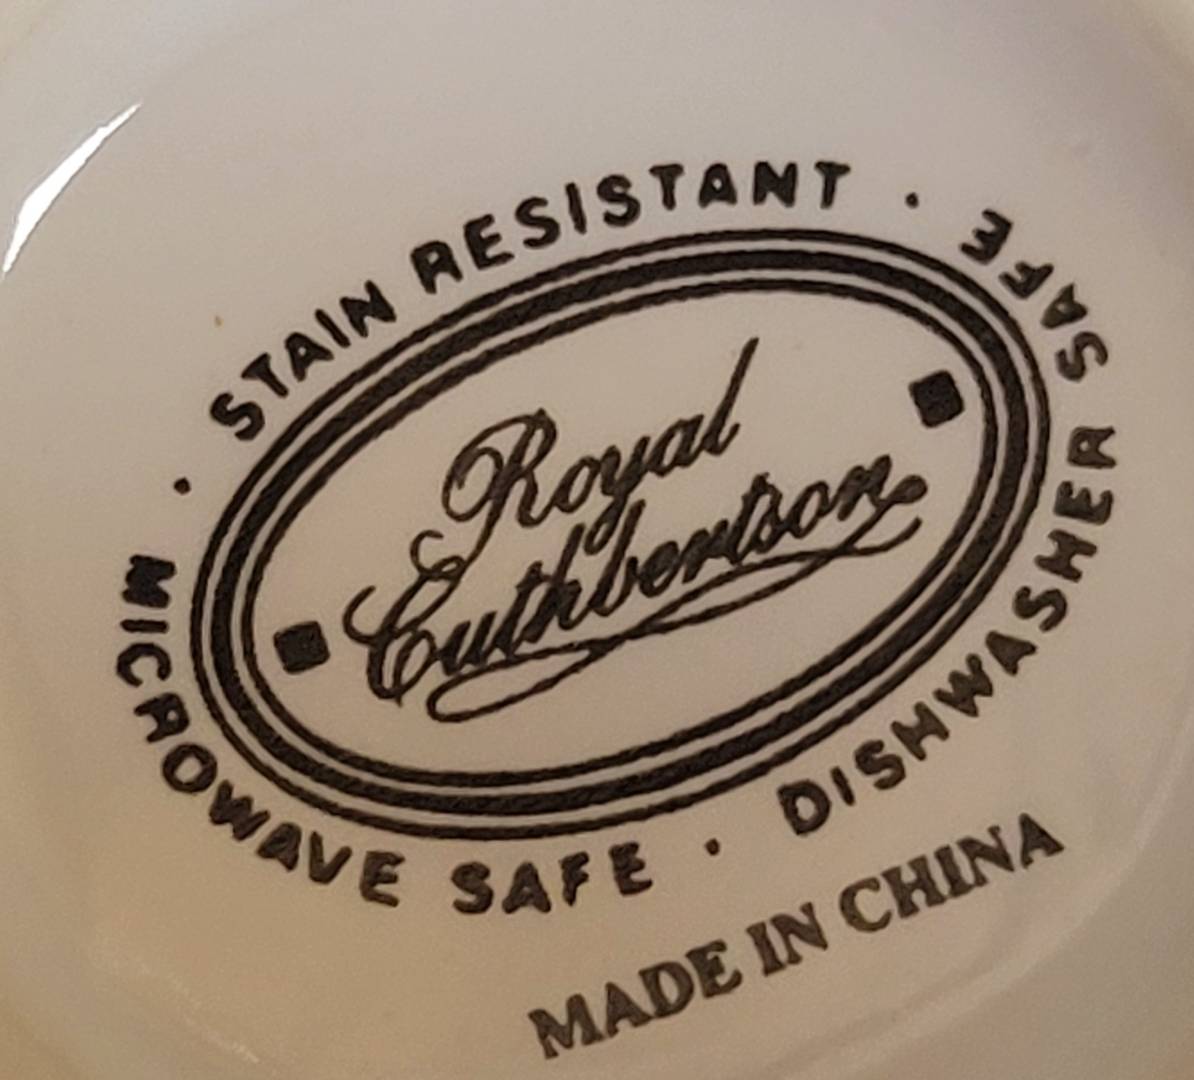 · STAIN RESISTANT ·
Royal
Cuthbertson
MICROWAVE SAFE · DISHWASHER SAFE
MADE IN CHINA